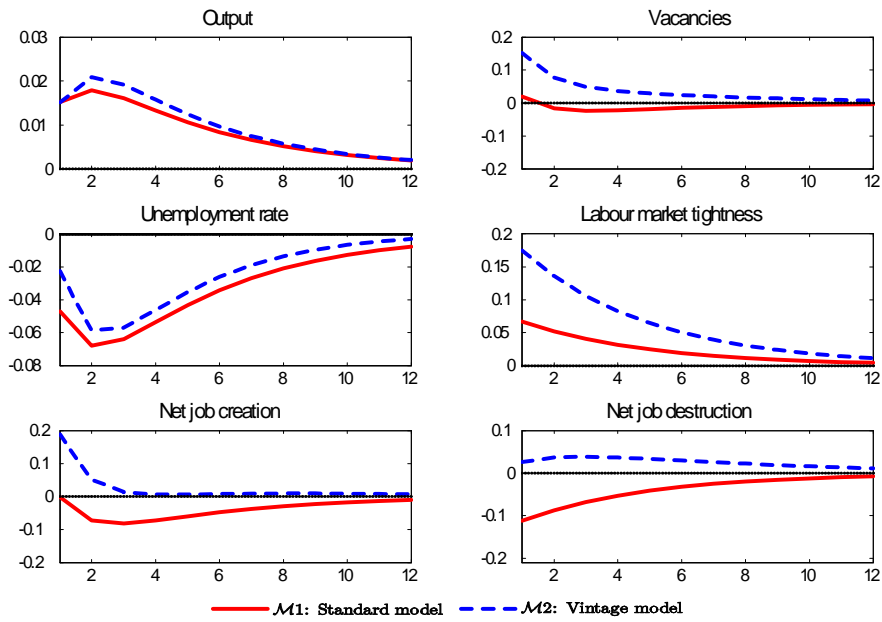 Output Vacancies
0.03 0.2
0.02 0.1
0.01 0
-0.1
0 -0.2
2 4 6 8 10 12 2 4 6 8 10 12
Unemployment rate Labour market tightness
0 0.2
-0.02 0.15
-0.04 0.1
-0.06 0.05
-0.08 0
2 4 6 8 10 12 2 4 6 8 10 12
Net job creation Net job destruction
0.2 0.1
0.1 0
0 -0.1
-0.1
-0.2 -0.2
2 4 6 8 10 12 2 4 6 8 10 12
M1: Standard model M2: Vintage model